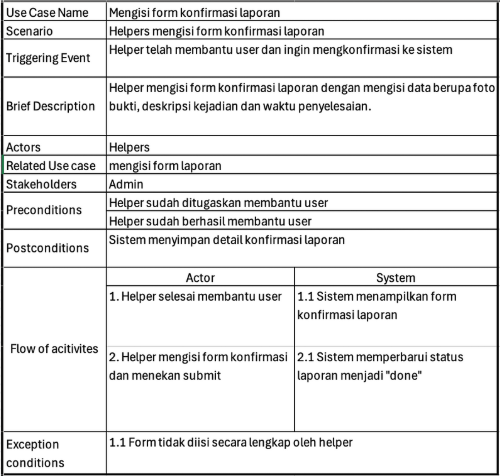 Use Case Name Mengisi form konfirmasi laporan
Scenario Helpers mengisi form konfirmasi laporan
Triggering Event Helper telah membantu user dan ingin mengkonfirmasi ke sistem
Brief Description Helper mengisi form konfirmasi laporan dengan mengisi data berupa foto
bukti, deskripsi kejadian dan waktu penyelesaian.
Actors Helpers
Related Use case mengisi form laporan
Stakeholders Admin
Preconditions Helper sudah ditugaskan membantu user
Helper sudah berhasil membantu user
Postconditions Sistem menyimpan detail konfirmasi laporan
Flow of acitivites
Actor System
1. Helper selesai membantu user 1.1 Sistem menampilkan form
konfirmasi laporan
2. Helper mengisi form konfirmasi 2.1 Sistem memperbarui status
dan menekan submit laporan menjadi "done"
Exception 1.1 Form tidak diisi secara lengkap oleh helper
conditions